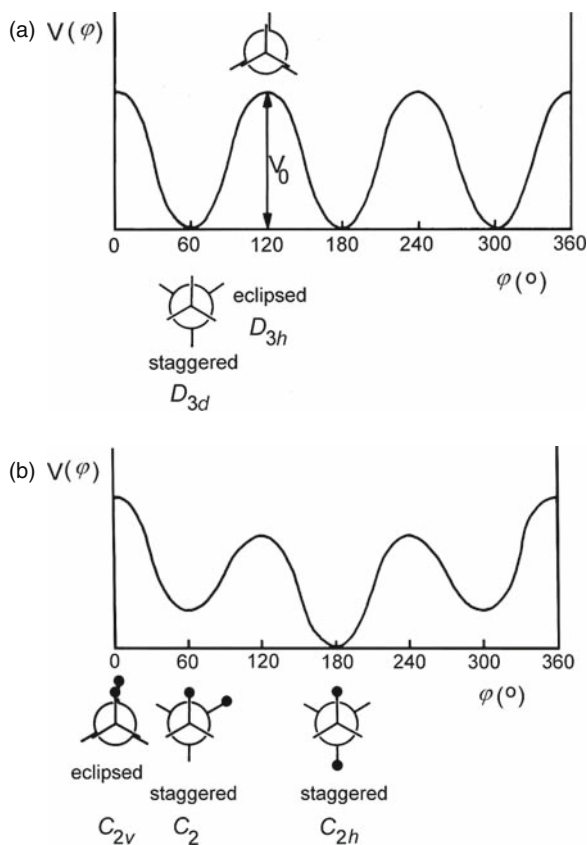 (a) V(φ)
V₀
0 60 120 180 240 300 360
φ(°)
eclipsed
D₃ₕ
staggered
D₃d
(b) V(φ)
0 60 120 180 240 300 360
φ(°)
eclipsed staggered staggered
C₂ᵥ C₂ C₂ₕ